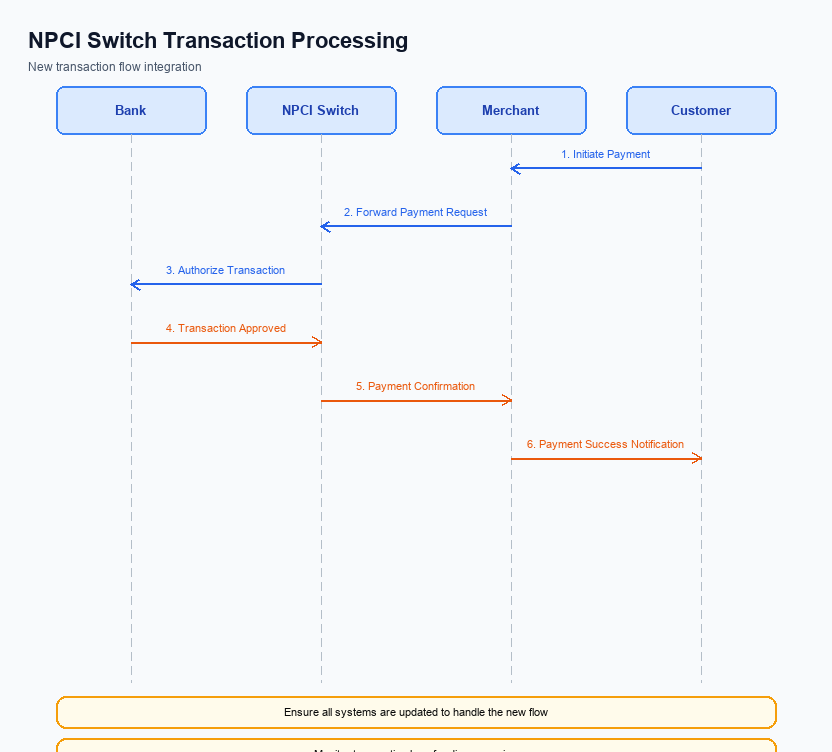 NPCI Switch Transaction Processing
New transaction flow integration
Bank
NPCI Switch
Merchant
Customer
1. Initiate Payment
2. Forward Payment Request
3. Authorize Transaction
4. Transaction Approved
5. Payment Confirmation
6. Payment Success Notification
Ensure all systems are updated to handle the new flow